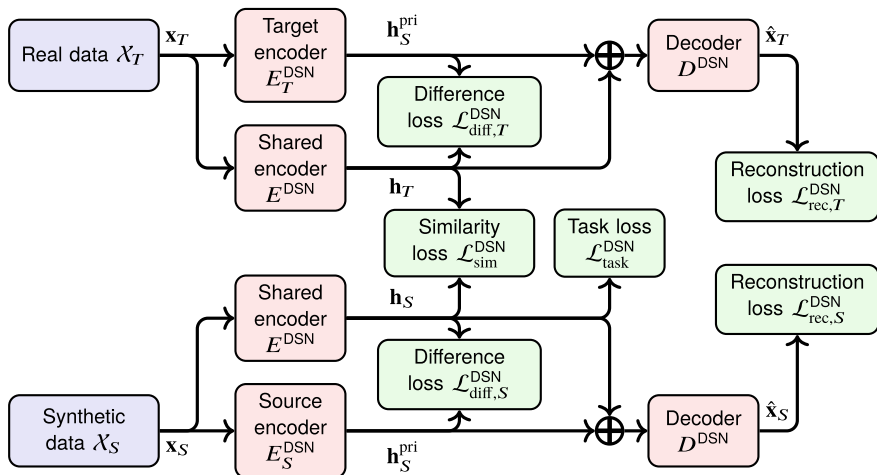 Real data 𝒳_T
x_T
Target
encoder
E_T^DSN
h_S^pri
Decoder
D^DSN
x̂_T
Difference
loss ℒ_diff,T^DSN
Shared
encoder
E^DSN
h_T
Reconstruction
loss ℒ_rec,T^DSN
Similarity
loss ℒ_sim^DSN
Task loss
ℒ_task^DSN
Shared
encoder
E^DSN
h_S
Reconstruction
loss ℒ_rec,S^DSN
Difference
loss ℒ_diff,S^DSN
Synthetic
data 𝒳_S
x_S
Source
encoder
E_S^DSN
h_S^pri
Decoder
D^DSN
x̂_S